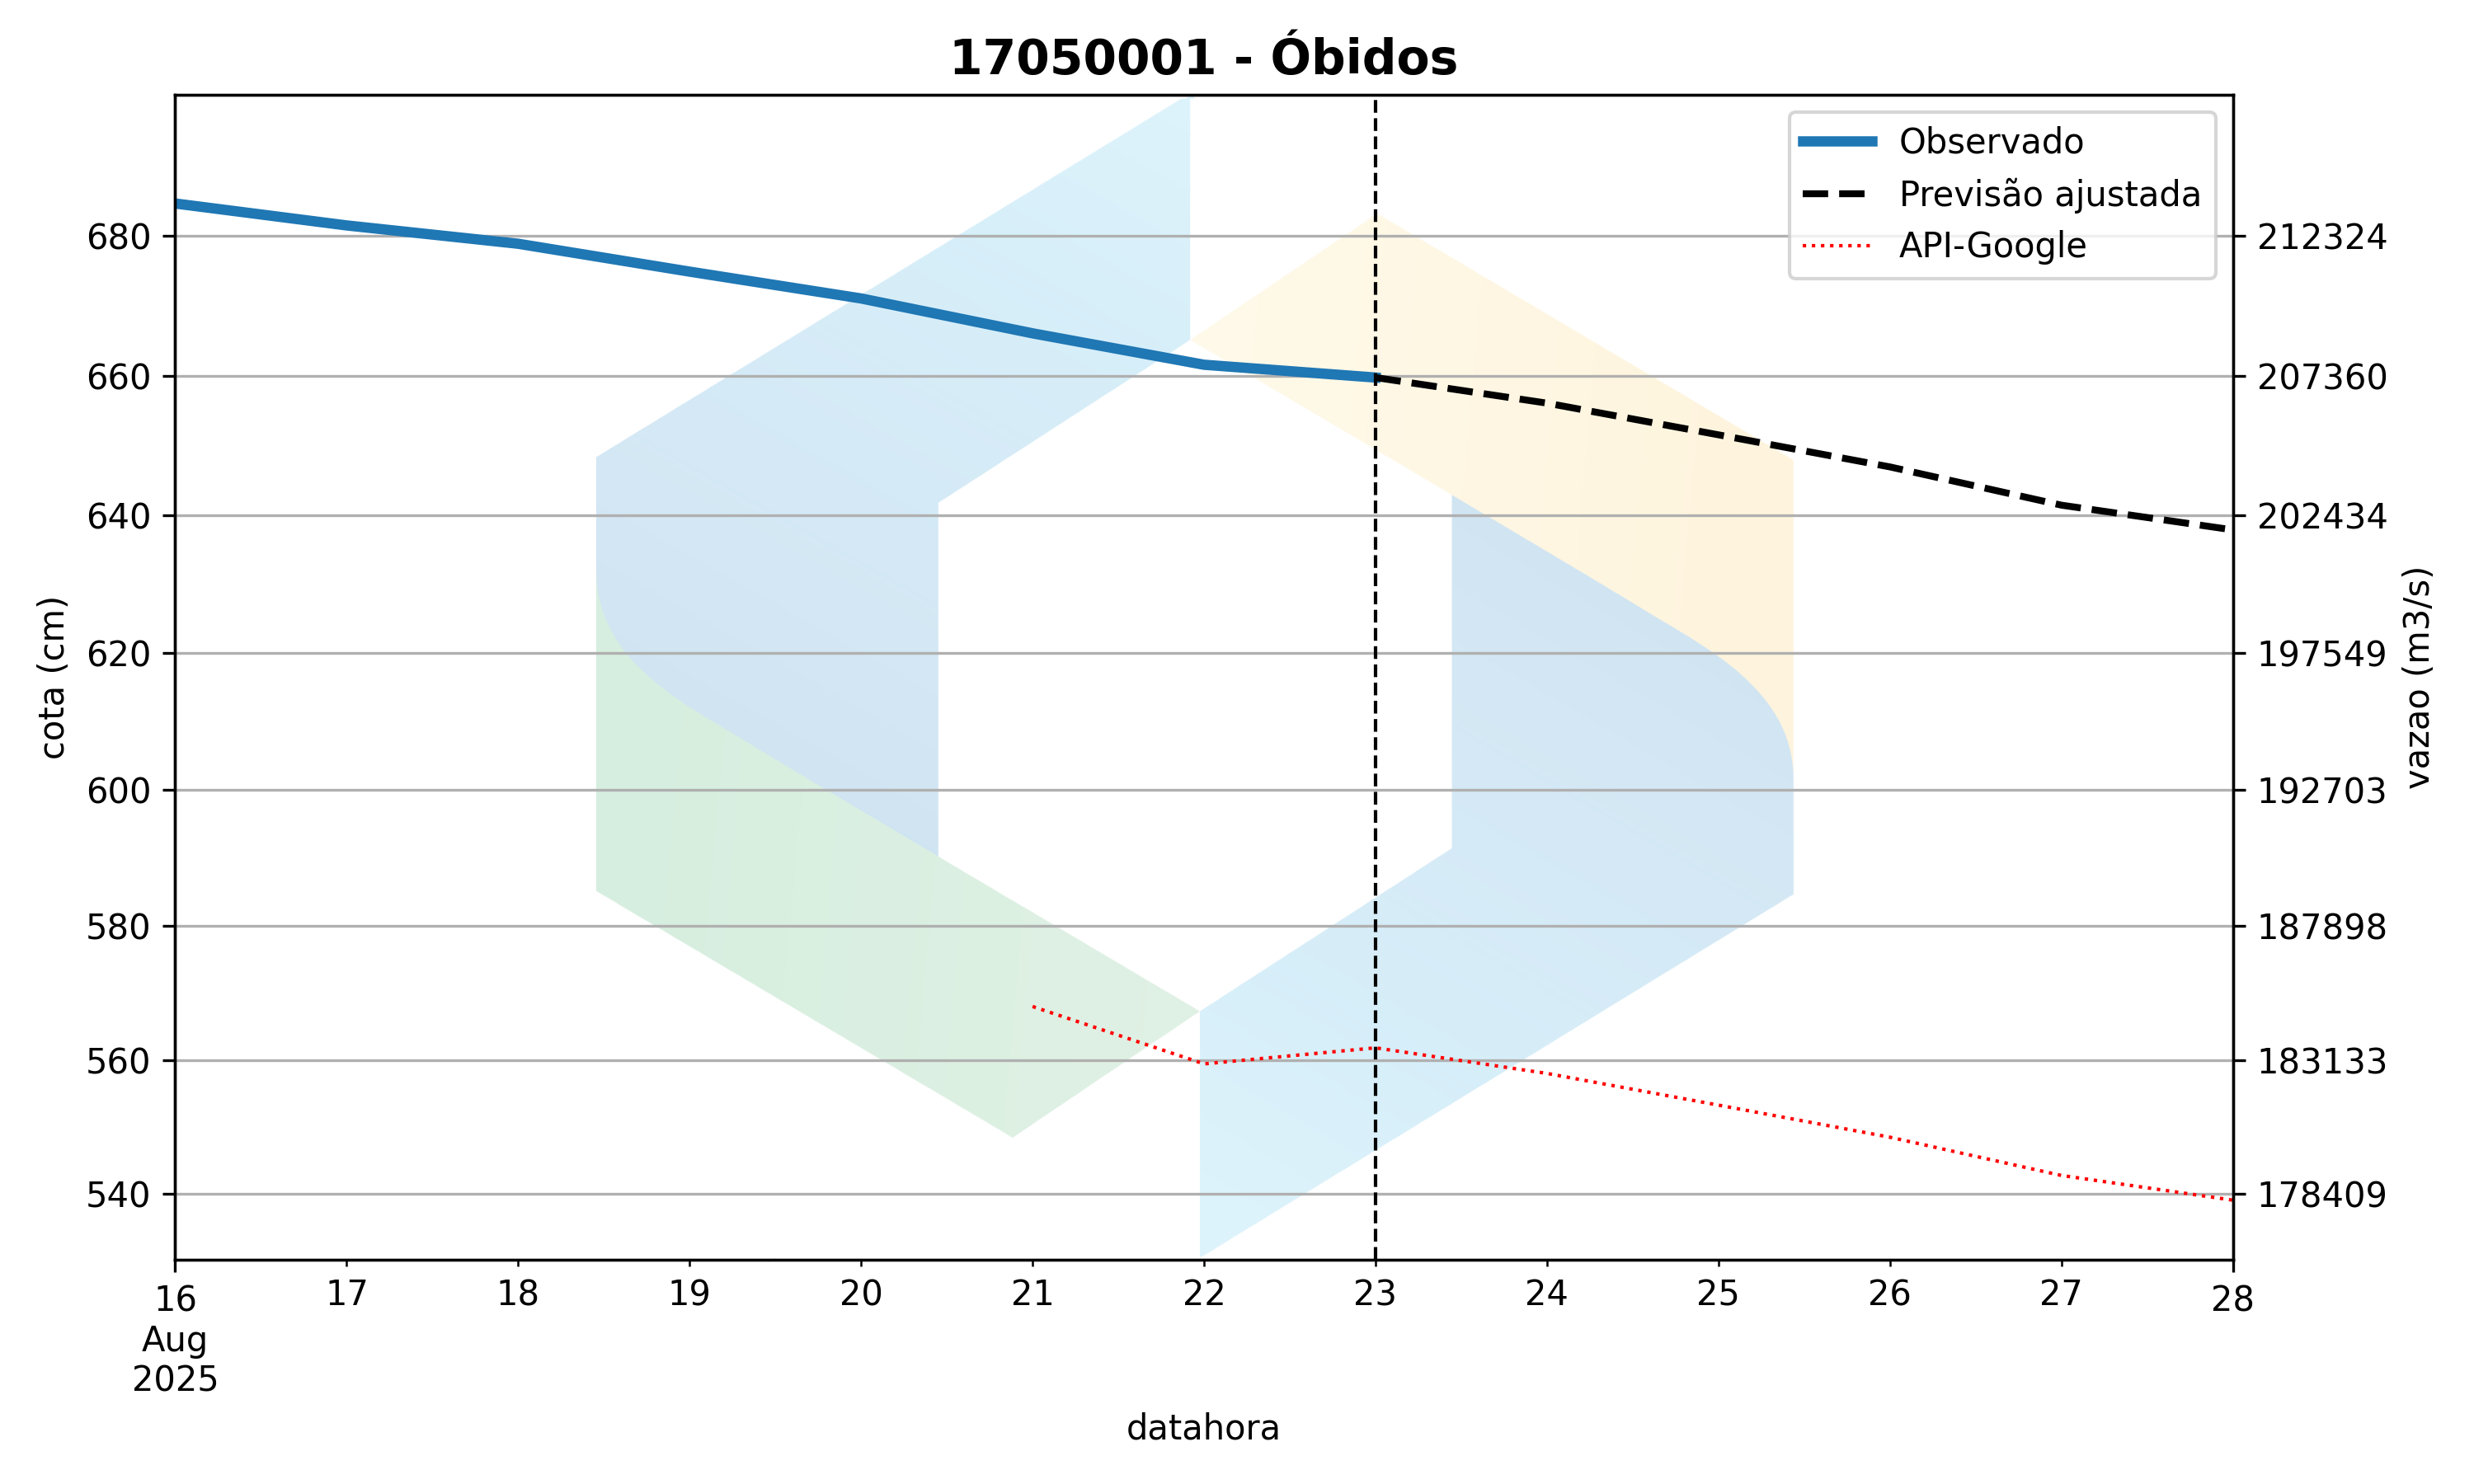 17050001 - Óbidos
Observado
Previsão ajustada
API-Google
680
660
640
620
600
580
560
540
cota (cm)
212324
207360
202434
197549
192703
187898
183133
178409
vazao (m3/s)
16 17 18 19 20 21 22 23 24 25 26 27 28
Aug
2025
datahora